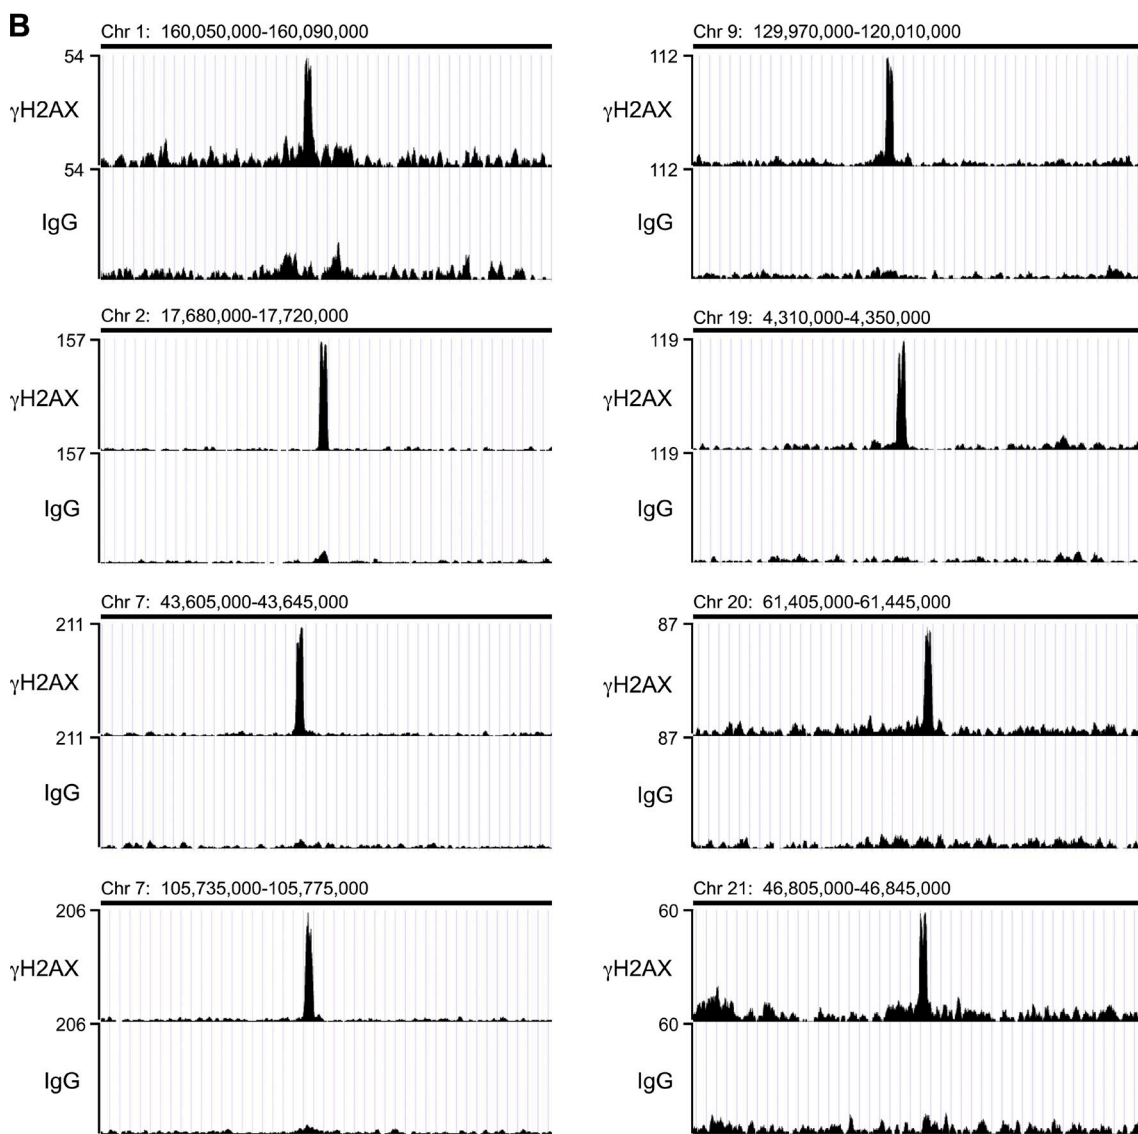 B
Chr 1: 160,050,000-160,090,000
54
γH2AX
54
IgG
Chr 2: 17,680,000-17,720,000
157
γH2AX
157
IgG
Chr 7: 43,605,000-43,645,000
211
γH2AX
211
IgG
Chr 7: 105,735,000-105,775,000
206
γH2AX
206
IgG
Chr 9: 129,970,000-120,010,000
112
γH2AX
112
IgG
Chr 19: 4,310,000-4,350,000
119
γH2AX
119
IgG
Chr 20: 61,405,000-61,445,000
87
γH2AX
87
IgG
Chr 21: 46,805,000-46,845,000
60
γH2AX
60
IgG